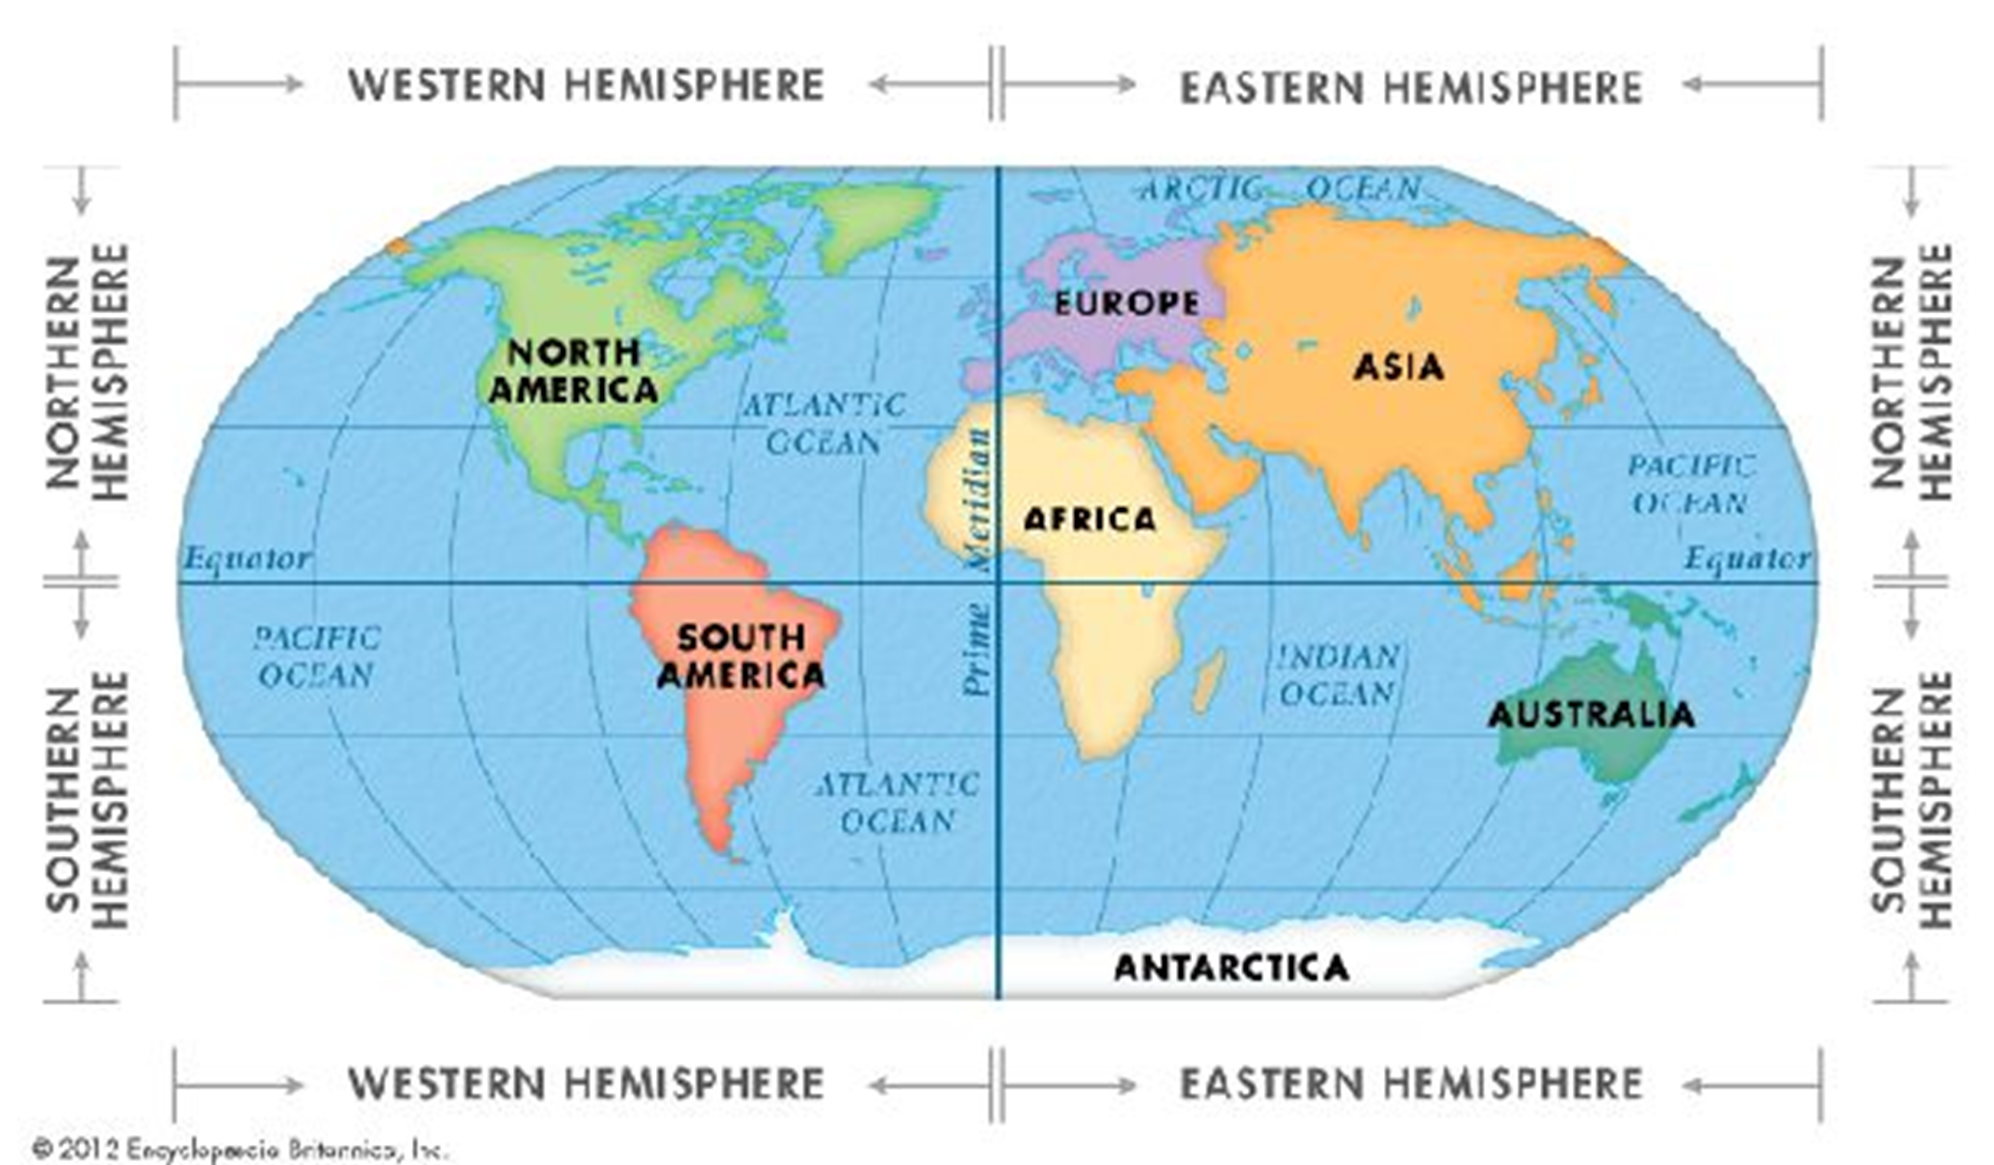 WESTERN HEMISPHERE
EASTERN HEMISPHERE
NORTHERN
HEMISPHERE
NORTHERN
HEMISPHERE
ARCTIC OCEAN
EUROPE
NORTH
AMERICA
ASIA
ATLANTIC
OCEAN
Prime Meridian
PACIFIC
OCEAN
AFRICA
Equator
Equator
SOUTHERN
HEMISPHERE
SOUTHERN
HEMISPHERE
PACIFIC
OCEAN
SOUTH
AMERICA
INDIAN
OCEAN
AUSTRALIA
ATLANTIC
OCEAN
ANTARCTICA
WESTERN HEMISPHERE
EASTERN HEMISPHERE
© 2012 Encyclopædia Britannica, Inc.